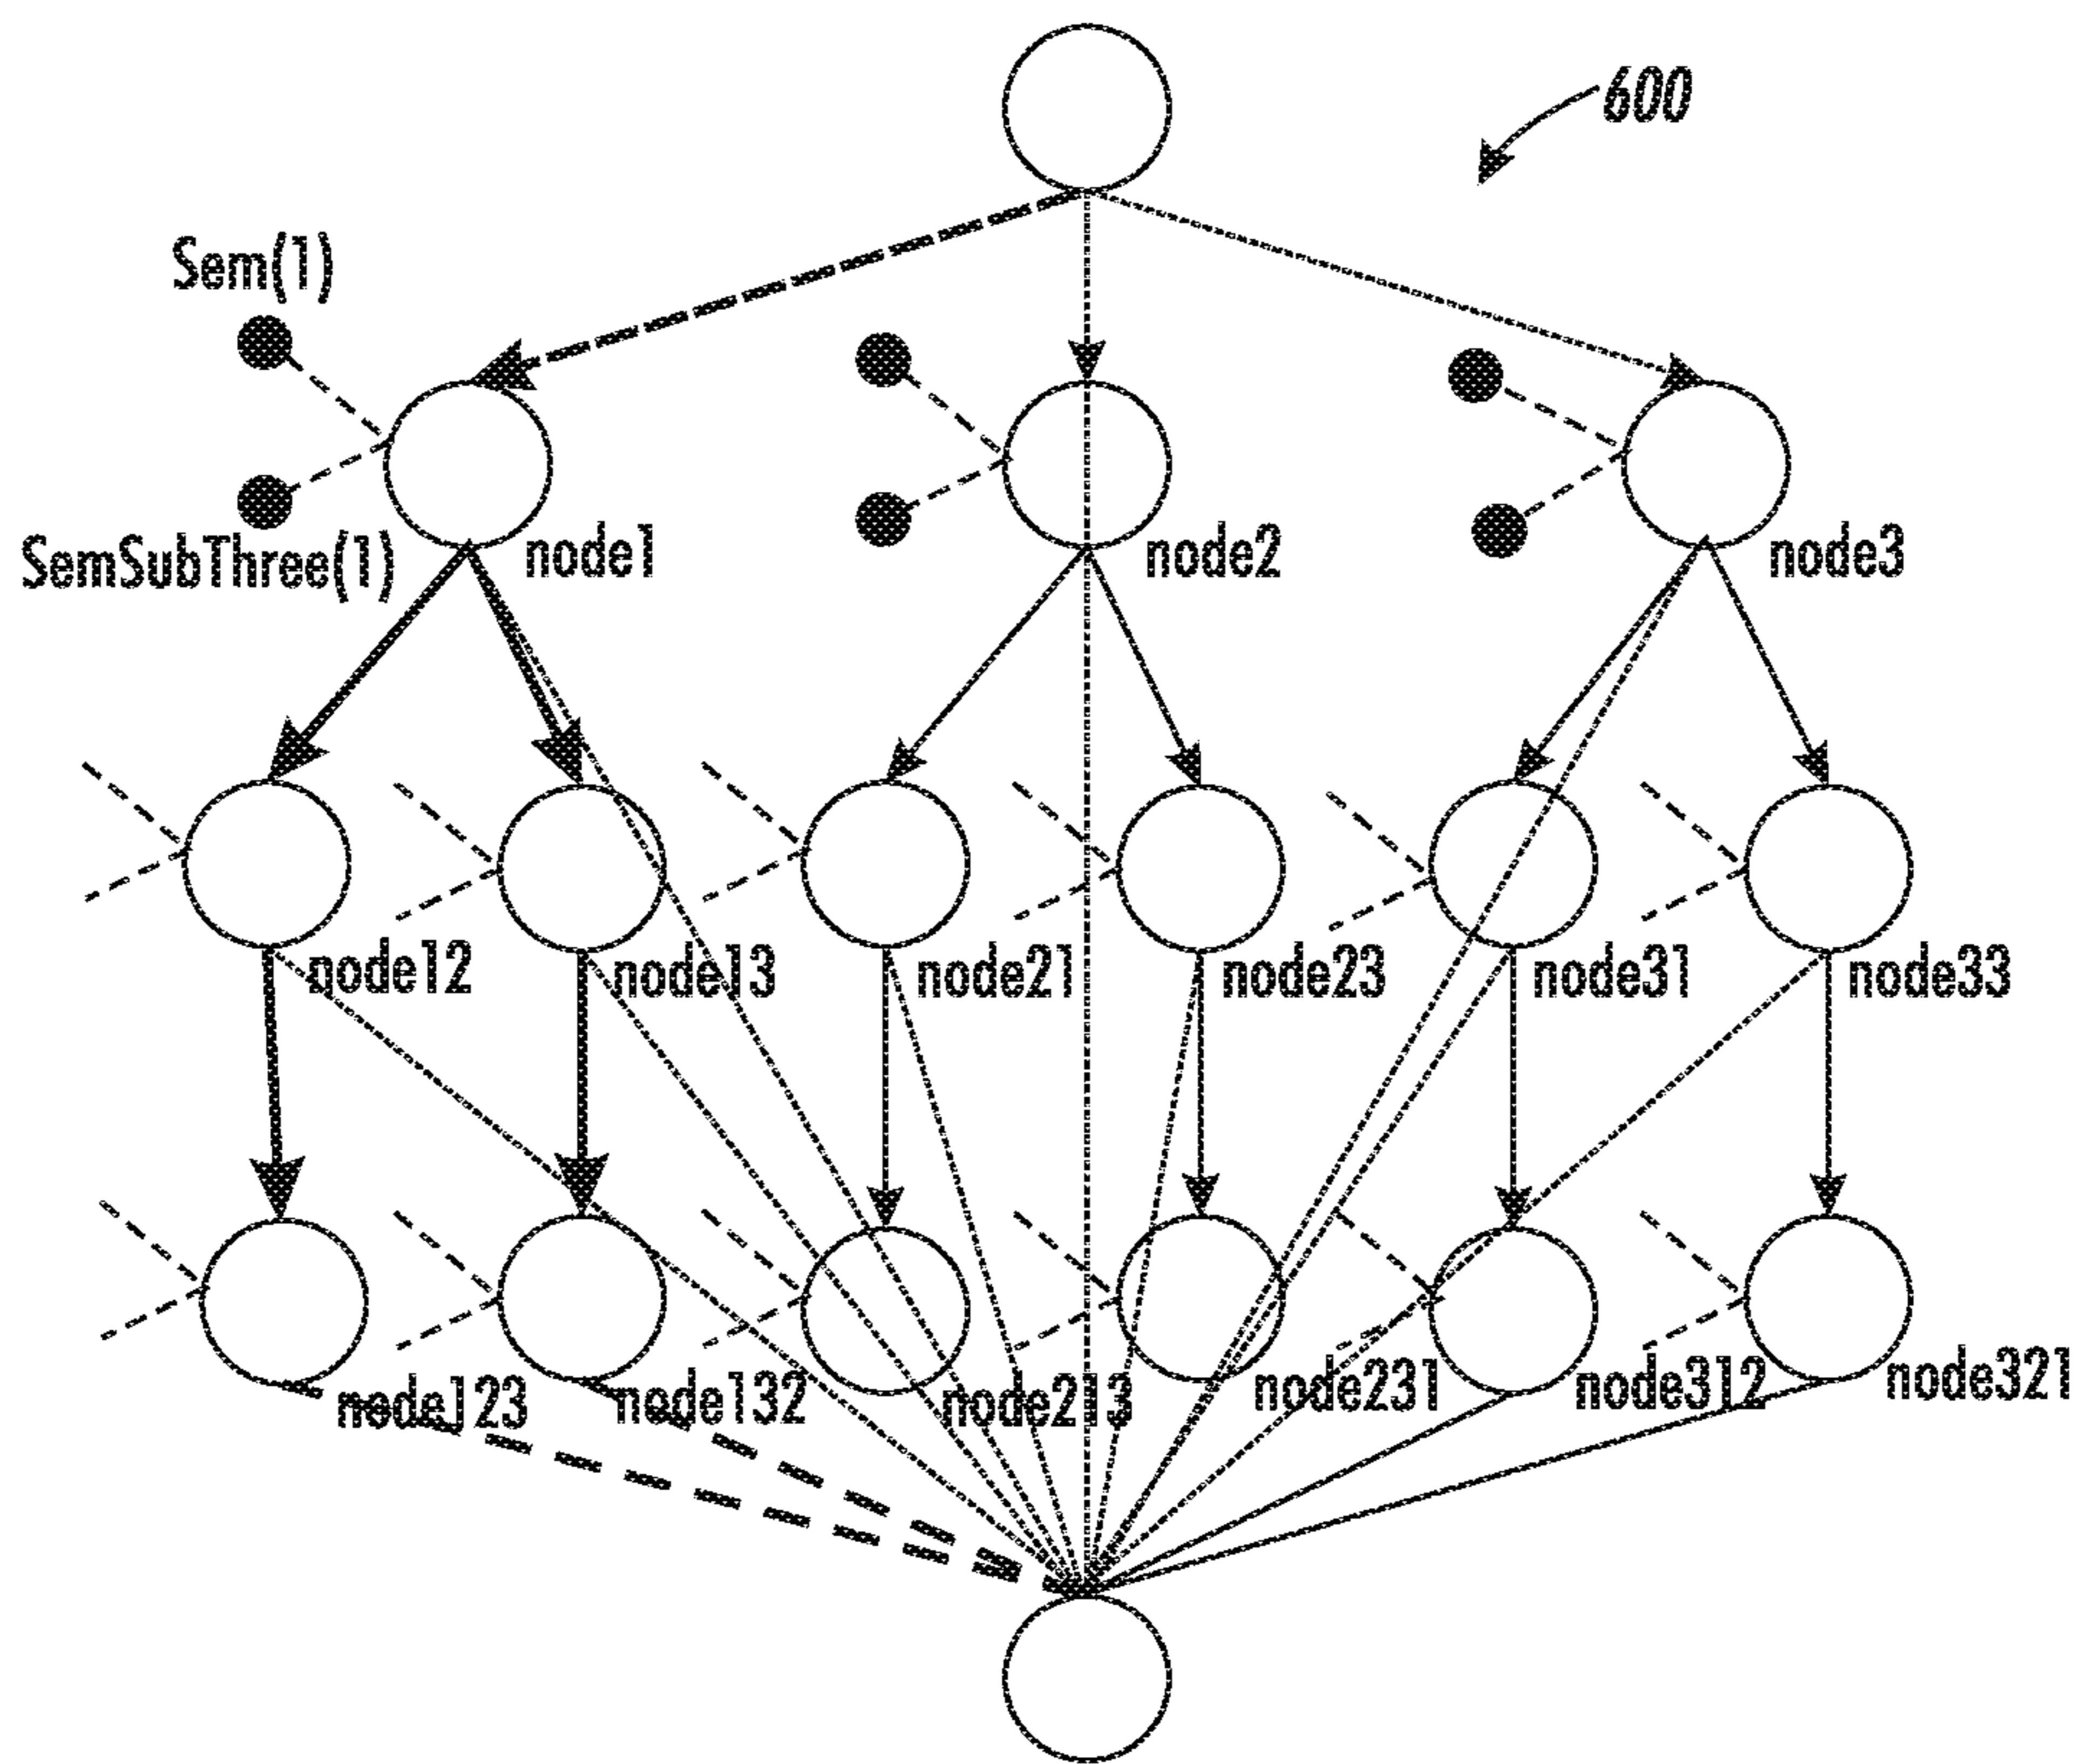 600
Sem(1)
SemSubThree(1)
node1
node2
node3
node12
node13
node21
node23
node31
node33
node123
node132
node213
node231
node312
node321